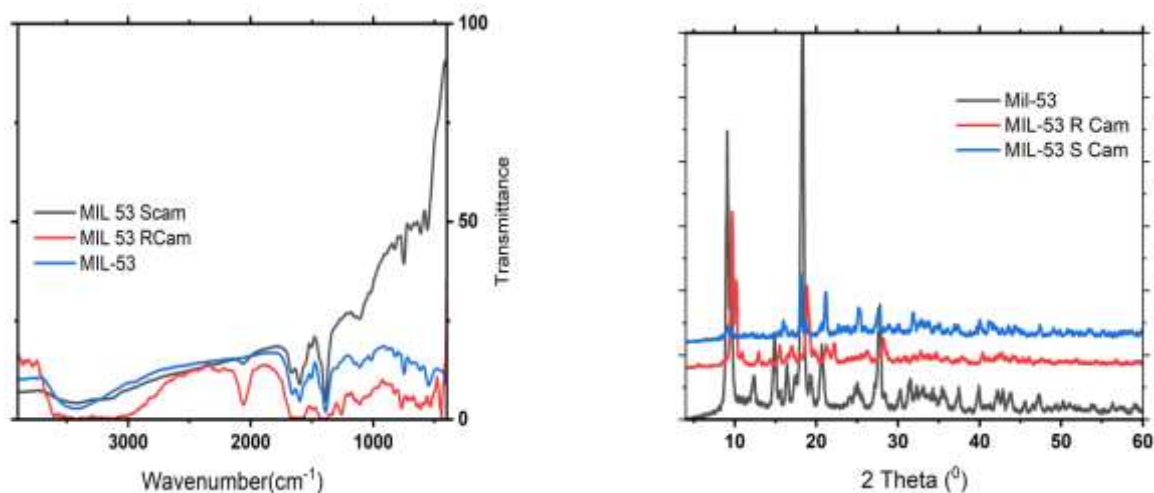 100
50
0
Transmittance
MIL 53 Scam
MIL 53 RCam
MIL-53
3000 2000 1000
Wavenumber(cm⁻¹)
Mil-53
MIL-53 R Cam
MIL-53 S Cam
10 20 30 40 50 60
2 Theta (⁰)